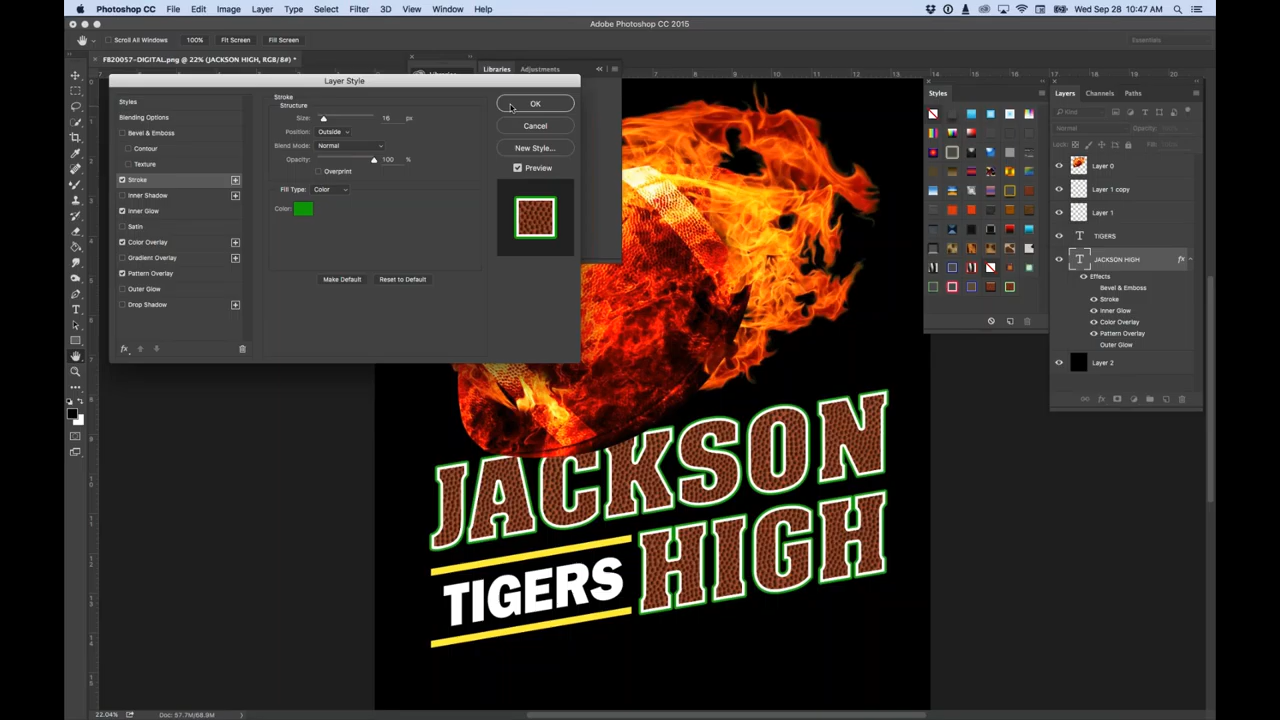 Photoshop CC File Edit Image Layer Type Select Filter 3D View Window Help Wed Sep 28 10:47 AM
Adobe Photoshop CC 2015
Scroll All Windows 100% Fit Screen Fill Screen Essentials
FB20057-DIGITAL.png @ 22% (JACKSON HIGH, RGB/8#) *
Libraries Adjustments
Layer Style
Styles
Blending Options
Bevel & Emboss
Contour
Texture
Stroke
Inner Shadow
Inner Glow
Satin
Color Overlay
Gradient Overlay
Pattern Overlay
Outer Glow
Drop Shadow
fx
Stroke
Structure
Size: 16 px
Position: Outside
Blend Mode: Normal
Opacity: 100 %
Overprint
Fill Type: Color
Color:
Make Default Reset to Default
OK
Cancel
New Style...
Preview
Styles
Layers Channels Paths
Kind
Normal Opacity:
Lock: Fill:
Layer 0
Layer 1 copy
Layer 1
T TIGERS
T JACKSON HIGH fx
Effects
Bevel & Emboss
Stroke
Inner Glow
Color Overlay
Pattern Overlay
Outer Glow
Layer 2
fx
JACKSON
TIGERS HIGH
22.04% Doc: 57.7M/68.9M